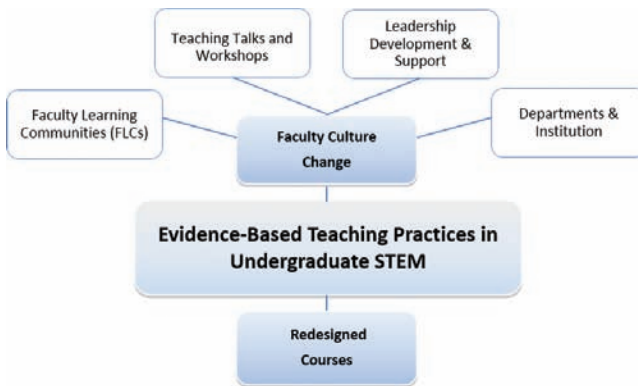 Teaching Talks and
Workshops
Leadership
Development &
Support
Faculty Learning
Communities (FLCs)
Departments &
Institution
Faculty Culture
Change
Evidence-Based Teaching Practices in
Undergraduate STEM
Redesigned
Courses